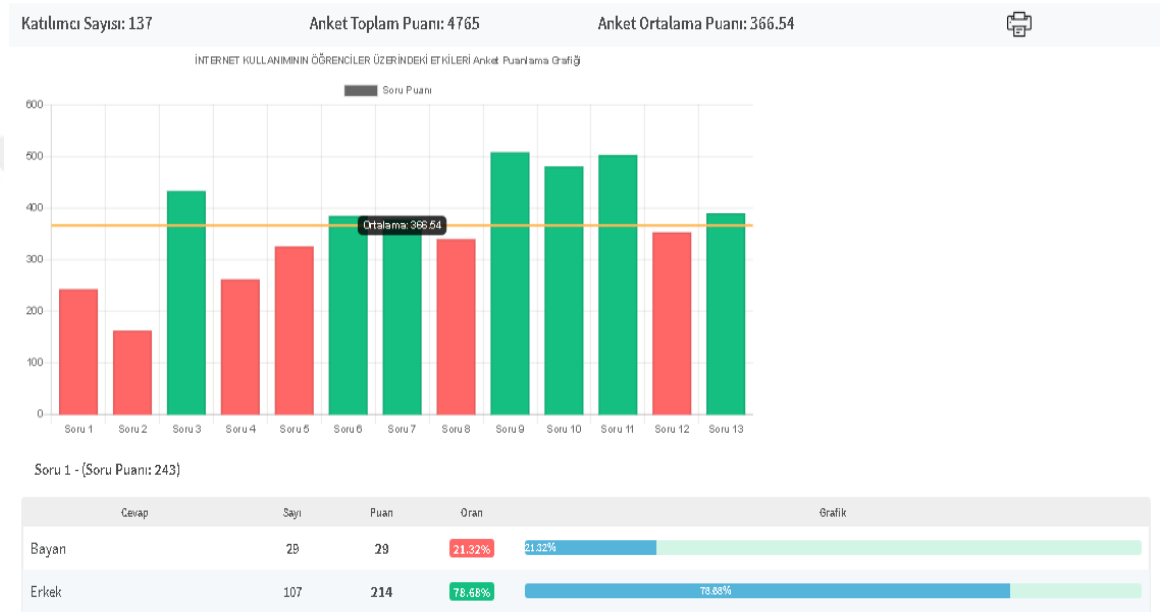 Katılımcı Sayısı: 137 Anket Toplam Puanı: 4765 Anket Ortalama Puanı: 366.54
İNTERNET KULLANIMININ ÖĞRENCİLER ÜZERİNDEKİ ETKİLERİ Anket Puanlama Grafiği
Soru Puanı
600
500
400
Ortalama: 366.54
300
200
100
0
Soru 1 Soru 2 Soru 3 Soru 4 Soru 5 Soru 6 Soru 7 Soru 8 Soru 9 Soru 10 Soru 11 Soru 12 Soru 13
Soru 1 - (Soru Puanı: 243)
Cevap Sayı Puan Oran Grafik
Bayan 29 29 21.32% 21.32%
Erkek 107 214 78.68% 78.68%